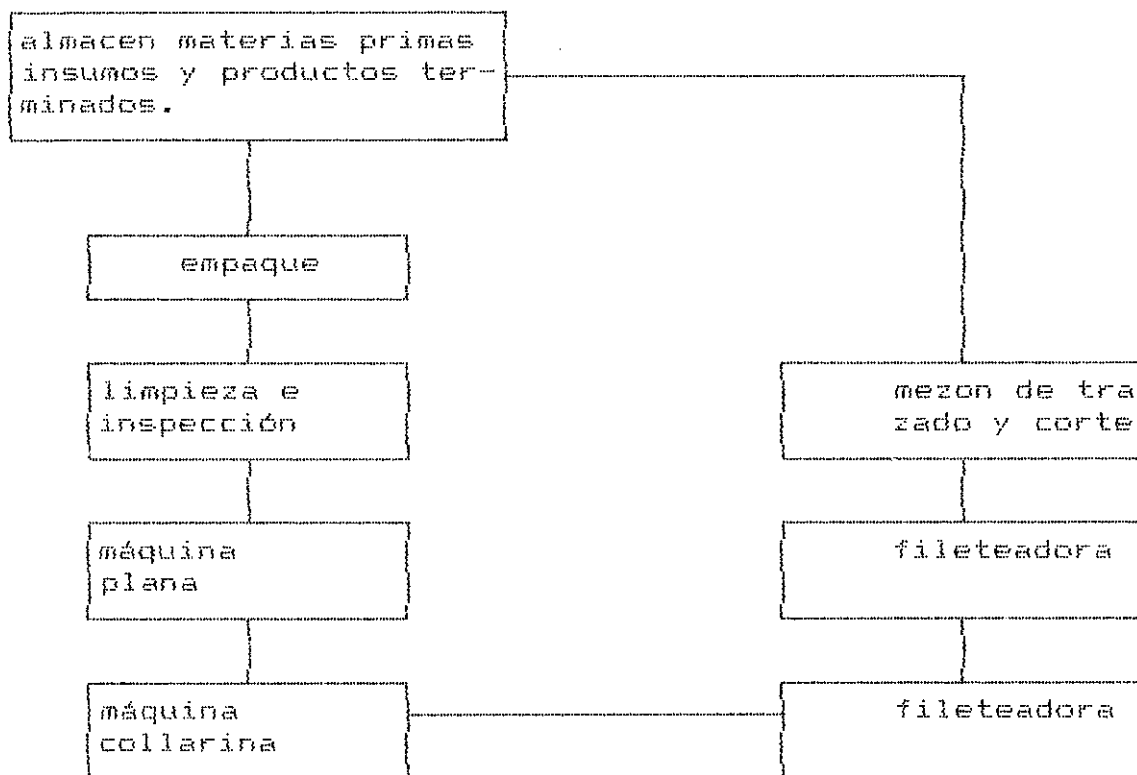 almacen materias primas
insumos y productos ter-
minados.
empaque
limpieza e
inspección
mezon de tra
zado y corte
máquina
plana
fileteadora
máquina
collarina
fileteadora